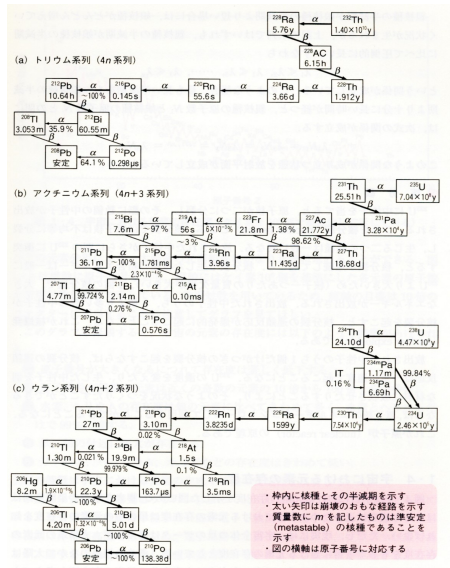 ²²⁸Ra 5.76y α ²³²Th 1.40×10¹⁰y
β
²²⁸AC 6.15h
β
(a) トリウム系列 (4n系列)
²¹²Pb 10.64h α ~100% ²¹⁶Po 0.145s α ²²⁰Rn 55.6s α ²²⁴Ra 3.66d α ²²⁸Th 1.912y
β
²⁰⁸Tl 3.053m α 35.9% ²¹²Bi 60.55m
β β
²⁰⁸Pb 安定 α 64.1% ²¹²Po 0.298μs
(b) アクチニウム系列 (4n+3系列)
²³¹Th 25.51h α ²³⁵U 7.04×10⁸y
β
²¹⁵Bi 7.6m α ~97% ²¹⁹At 56s α 6×10⁻³% ²²³Fr 21.8m α 1.38% ²²⁷Ac 21.772y α ²³¹Pa 3.28×10⁴y
β ~3% β β 98.62% β
²¹¹Pb 36.1m α ~100% ²¹⁵Po 1.781ms α ²¹⁹Rn 3.96s α ²²³Ra 11.435d α ²²⁷Th 18.68d
β 2.3×10⁻⁴% β
²⁰⁷Tl 4.77m α 99.724% ²¹¹Bi 2.14m α ²¹⁵At 0.10ms
β 0.276% β
²⁰⁷Pb 安定 α ²¹¹Po 0.576s
²³⁴Th 24.10d α ²³⁸U 4.47×10⁹y
β
²³⁴ᵐPa 1.17m 99.84%
IT 0.16%
²³⁴Pa 6.69h β
β
(c) ウラン系列 (4n+2系列)
²¹⁴Pb 27m α ²¹⁸Po 3.10m α ²²²Rn 3.8235d α ²²⁶Ra 1599y α ²³⁰Th 7.54×10⁴y α ²³⁴U 2.46×10⁵y
β 0.02% β
²¹⁰Tl 1.30m α 0.021% ²¹⁴Bi 19.9m α ²¹⁸At 1.5s
β 99.979% β 0.1% β
²⁰⁶Hg 8.2m α 1.9×10⁻⁶% ²¹⁰Pb 22.3y α ²¹⁴Po 163.7μs α ²¹⁸Rn 3.5ms
β ~100% β
²⁰⁶Tl 4.20m α 1.32×10⁻⁴% ²¹⁰Bi 5.01d
β ~100% β
²⁰⁶Pb 安定 α ~100% ²¹⁰Po 138.38d
・枠内に核種とその半減期を示す
・太い矢印は崩壊のおもな経路を示す
・質量数に m を記したものは準安定
(metastable) の核種であることを
示す
・図の横軸は原子番号に対応する